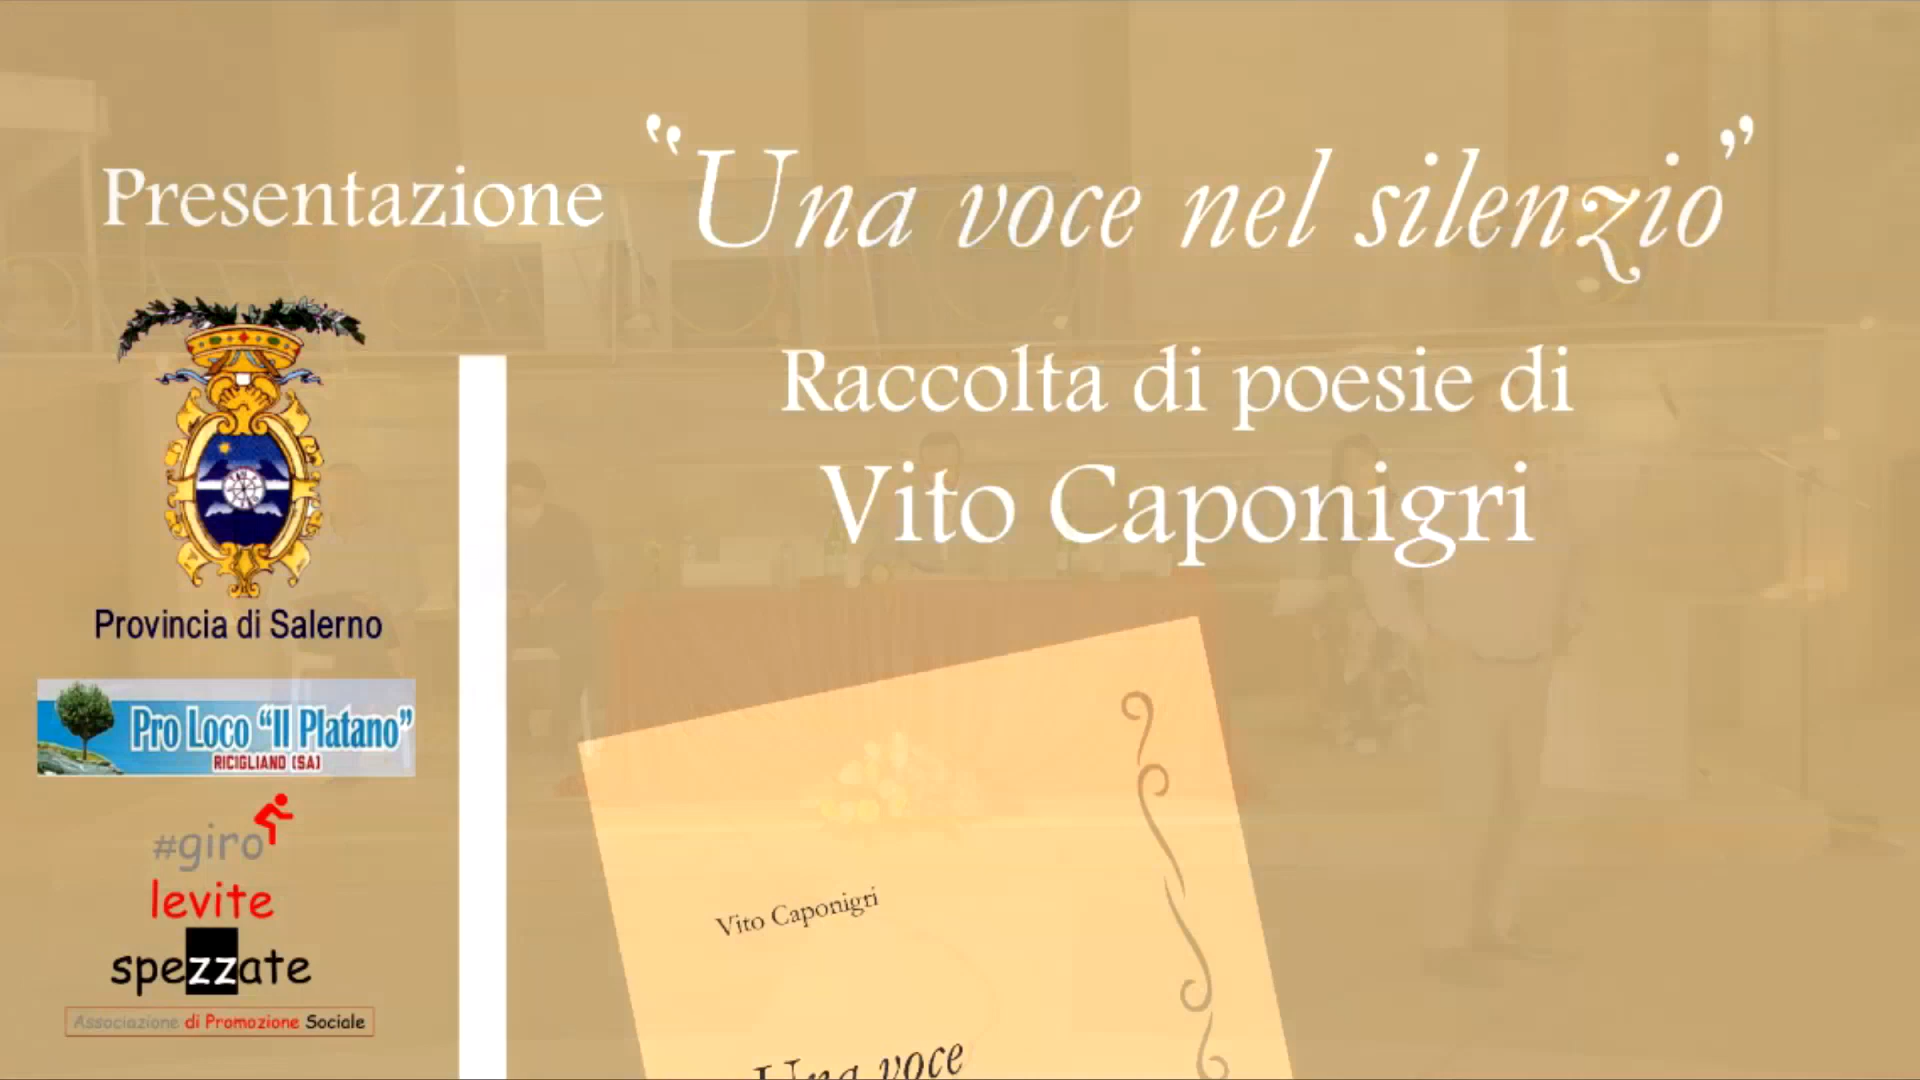 Presentazione
“Una voce nel silenzio”
Raccolta di poesie di
Vito Caponigri
Provincia di Salerno
Pro Loco “Il Platano”
RICIGLIANO (SA)
#giro
levite
spezzate
Associazione di Promozione Sociale
Vito Caponigri
Una voce